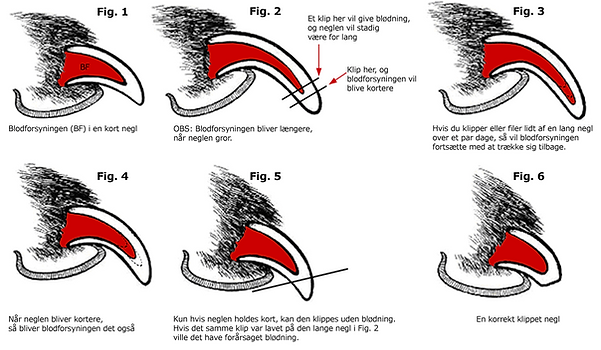 Fig. 1
BF
Blodforsyningen (BF) i en kort negl
Fig. 2
Et klip her vil give blødning,
og neglen vil stadig
være for lang
Klip her, og
blodforsyningen vil
blive kortere
OBS: Blodforsyningen bliver længere,
når neglen gror.
Fig. 3
Hvis du klipper eller filer lidt af en lang negl
over et par dage, så vil blodforsyningen
fortsætte med at trække sig tilbage.
Fig. 4
Når neglen bliver kortere,
så bliver blodforsyningen det også
Fig. 5
Kun hvis neglen holdes kort, kan den klippes uden blødning.
Hvis det samme klip var lavet på den lange negl i Fig. 2
ville det have forårsaget blødning.
Fig. 6
En korrekt klippet negl